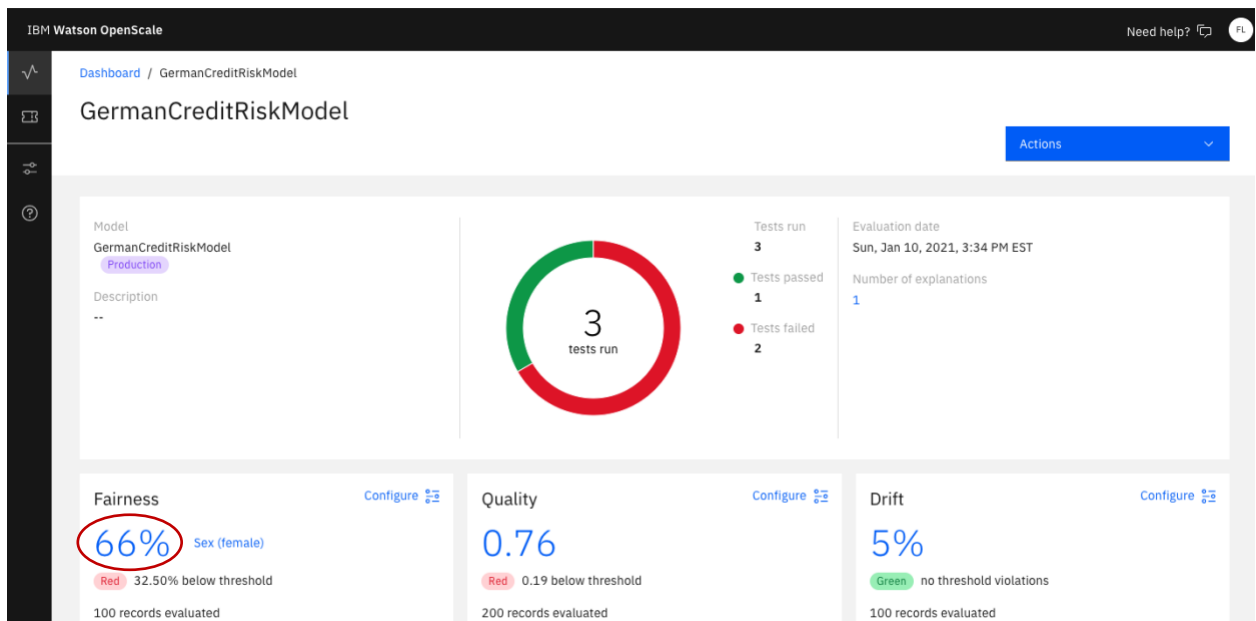 IBM Watson OpenScale
Need help?
FL
Dashboard / GermanCreditRiskModel
GermanCreditRiskModel
Actions
Model
GermanCreditRiskModel
Production
Description
--
3
tests run
Tests run
3
Tests passed
1
Tests failed
2
Evaluation date
Sun, Jan 10, 2021, 3:34 PM EST
Number of explanations
1
Fairness
Configure
66% Sex (female)
Red 32.50% below threshold
100 records evaluated
Quality
Configure
0.76
Red 0.19 below threshold
200 records evaluated
Drift
Configure
5%
Green no threshold violations
100 records evaluated